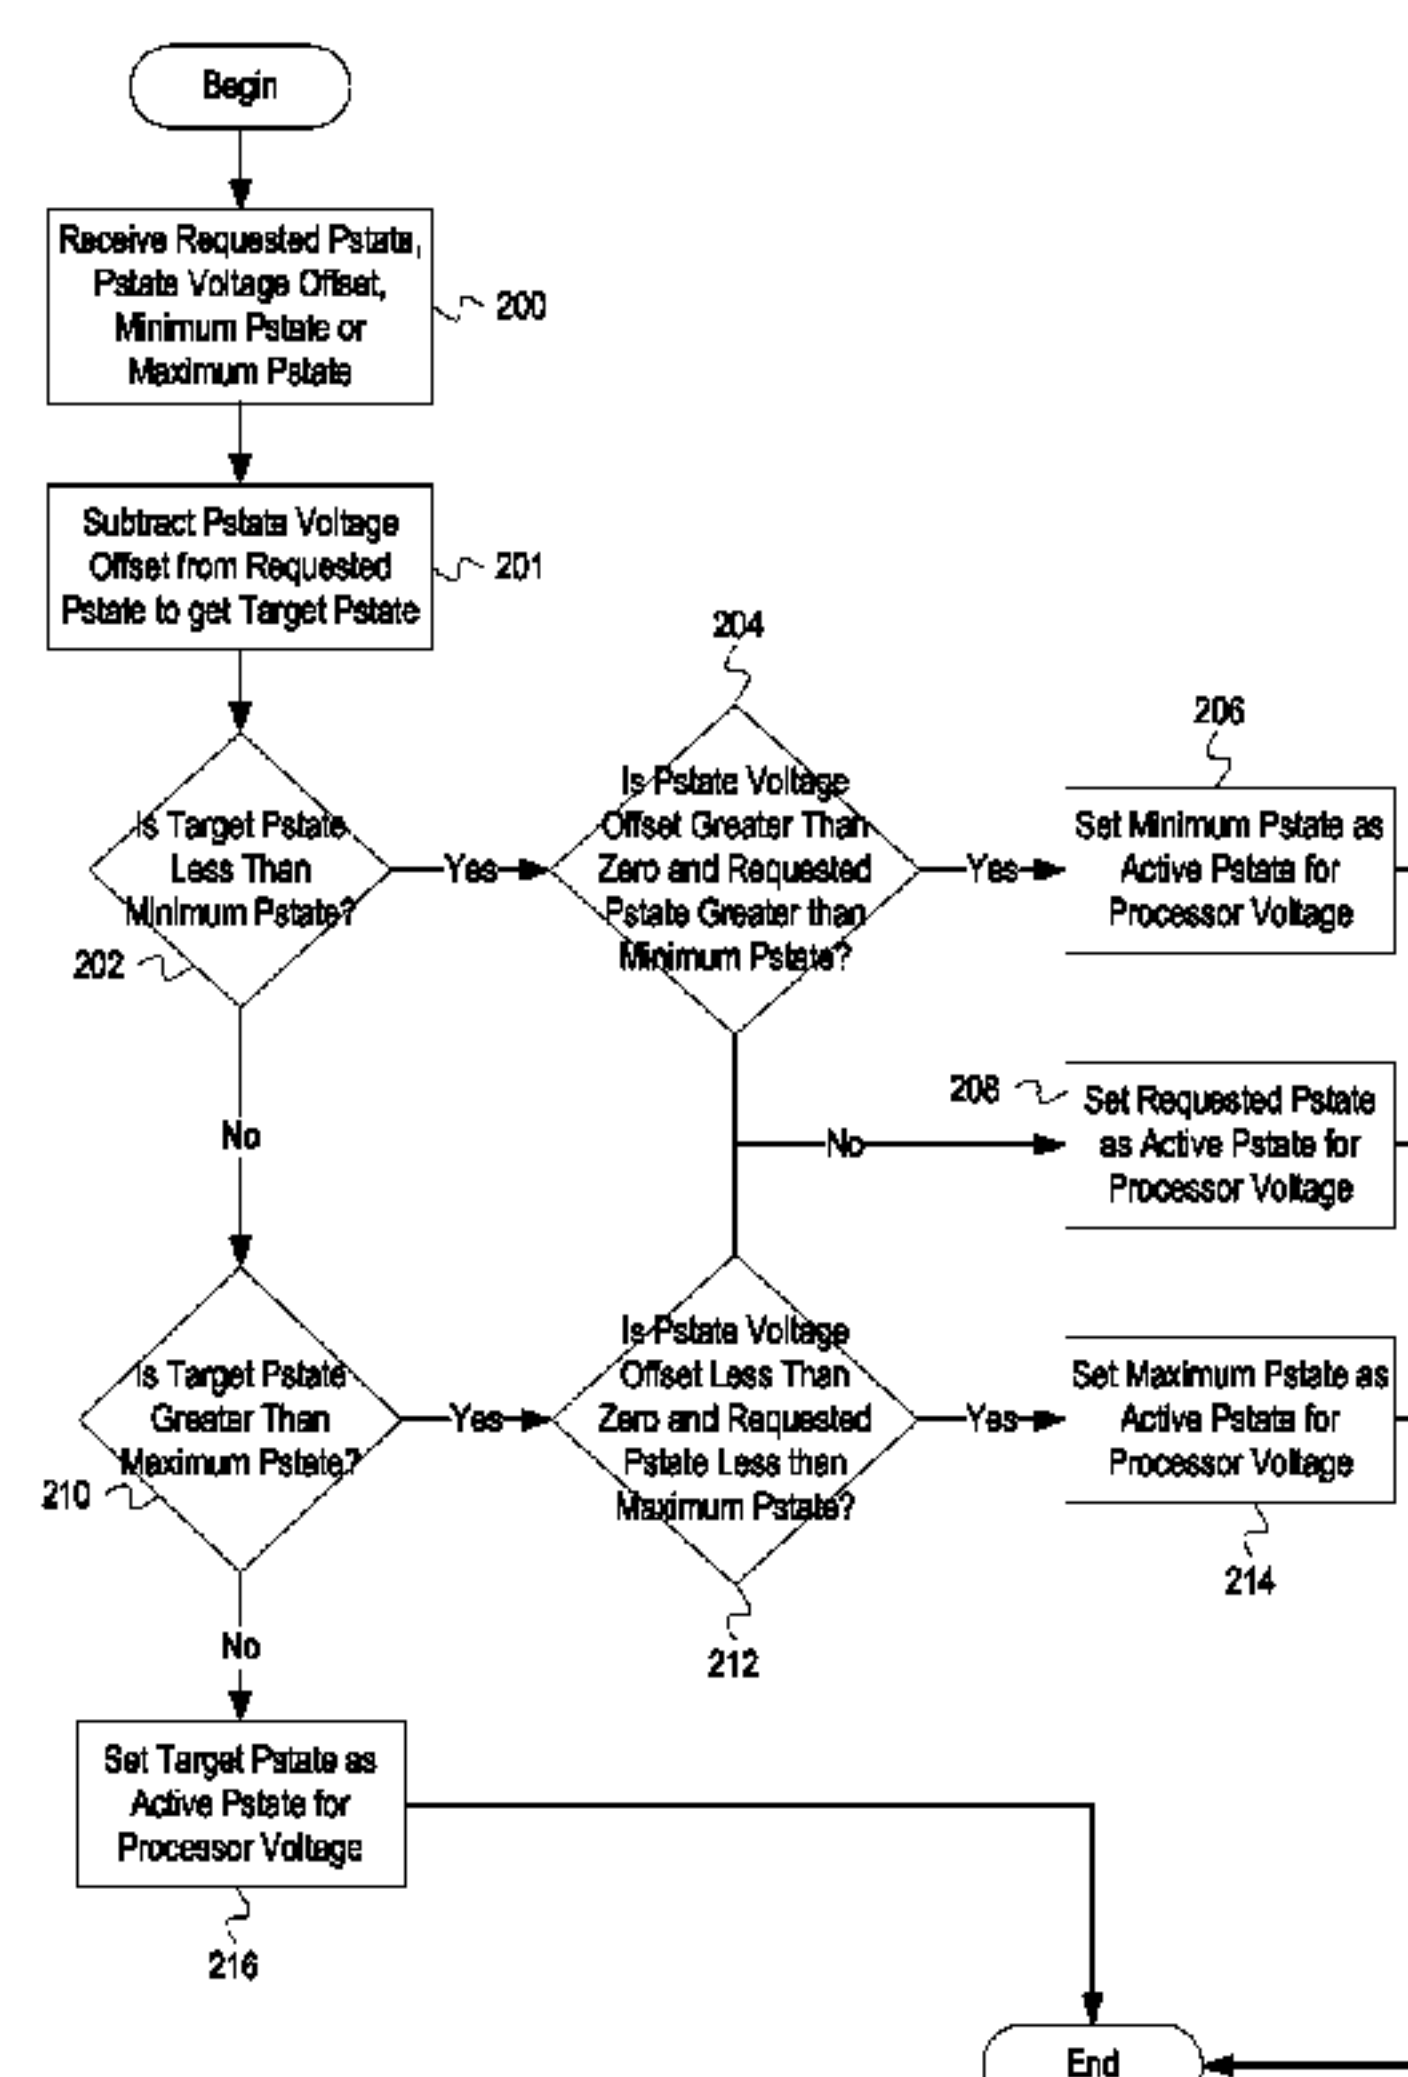 Begin
Receive Requested Pstate,
Pstate Voltage Offset,
Minimum Pstate or
Maximum Pstate
200
Subtract Pstate Voltage
Offset from Requested
Pstate to get Target Pstate
201
204
Is Pstate Voltage
Offset Greater Than
Zero and Requested
Pstate Greater than
Minimum Pstate?
206
Set Minimum Pstate as
Active Pstate for
Processor Voltage
Is Target Pstate
Less Than
Minimum Pstate?
202
Yes
Yes
No
208
Set Requested Pstate
as Active Pstate for
Processor Voltage
No
Is Target Pstate
Greater Than
Maximum Pstate?
210
Yes
Is Pstate Voltage
Offset Less Than
Zero and Requested
Pstate Less than
Maximum Pstate?
212
Yes
Set Maximum Pstate as
Active Pstate for
Processor Voltage
214
No
Set Target Pstate as
Active Pstate for
Processor Voltage
216
End